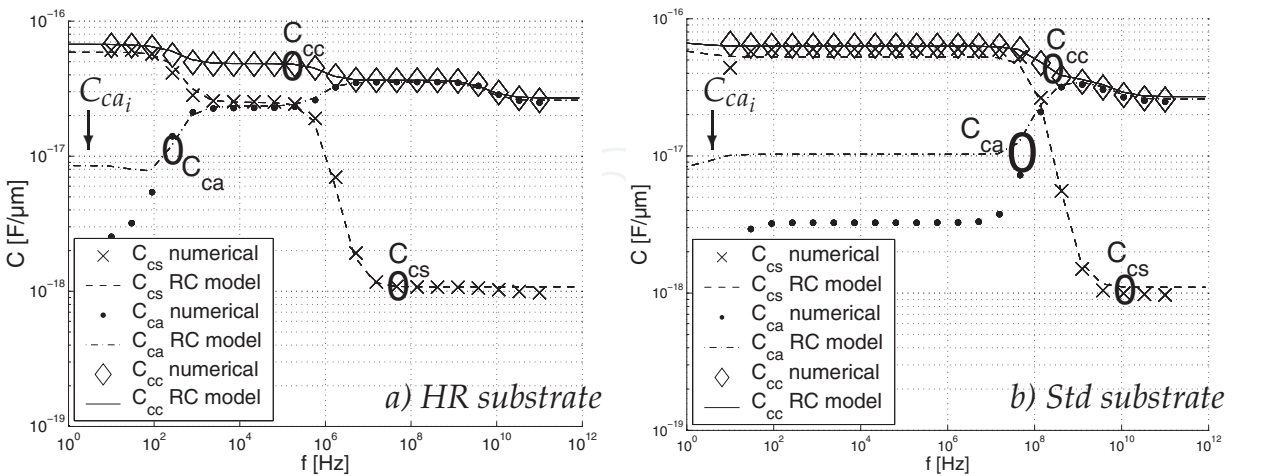 10^-16
10^-17
10^-18
10^-19
C [F/μm]
C_cc
C_ca_i
C_ca
C_cs
× C_cs numerical
C_cs RC model
C_ca numerical
C_ca RC model
C_cc numerical
C_cc RC model
a) HR substrate
10^0 10^2 10^4 10^6 10^8 10^10 10^12
f [Hz]
10^-16
10^-17
10^-18
10^-19
C [F/μm]
C_cc
C_ca_i
C_ca
C_cs
× C_cs numerical
C_cs RC model
C_ca numerical
C_ca RC model
C_cc numerical
C_cc RC model
b) Std substrate
10^0 10^2 10^4 10^6 10^8 10^10 10^12
f [Hz]